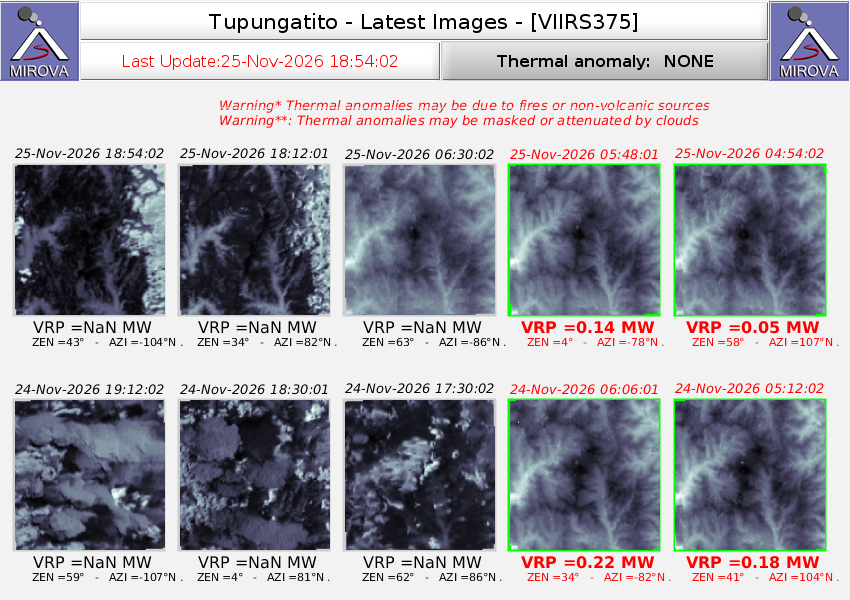 Tupungatito - Latest Images - [VIIRS375]
MIROVA
Last Update:25-Nov-2026 18:54:02
Thermal anomaly: NONE
MIROVA
Warning* Thermal anomalies may be due to fires or non-volcanic sources
Warning**: Thermal anomalies may be masked or attenuated by clouds
25-Nov-2026 18:54:02
25-Nov-2026 18:12:01
25-Nov-2026 06:30:02
25-Nov-2026 05:48:01
25-Nov-2026 04:54:02
VRP =NaN MW
VRP =NaN MW
VRP =NaN MW
VRP =0.14 MW
VRP =0.05 MW
ZEN =43° - AZI =-104°N .
ZEN =34° - AZI =82°N .
ZEN =63° - AZI =-86°N .
ZEN =4° - AZI =-78°N .
ZEN =58° - AZI =107°N .
24-Nov-2026 19:12:02
24-Nov-2026 18:30:01
24-Nov-2026 17:30:02
24-Nov-2026 06:06:01
24-Nov-2026 05:12:02
VRP =NaN MW
VRP =NaN MW
VRP =NaN MW
VRP =0.22 MW
VRP =0.18 MW
ZEN =59° - AZI =-107°N .
ZEN =4° - AZI =81°N .
ZEN =62° - AZI =86°N .
ZEN =34° - AZI =-82°N .
ZEN =41° - AZI =104°N .